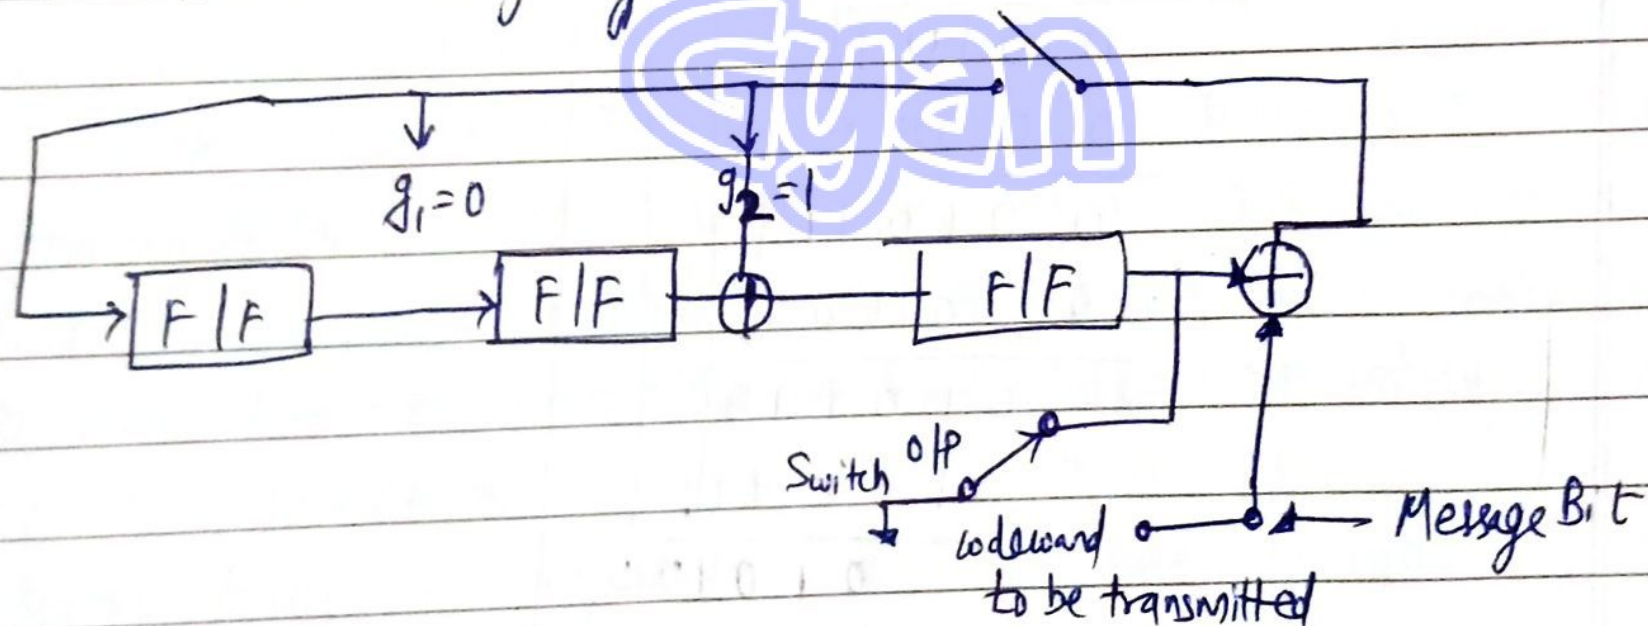 Gyan
g₁=0
g₂=1
F/F
F/F
F/F
Switch O/P
codeword
to be transmitted
Message Bit